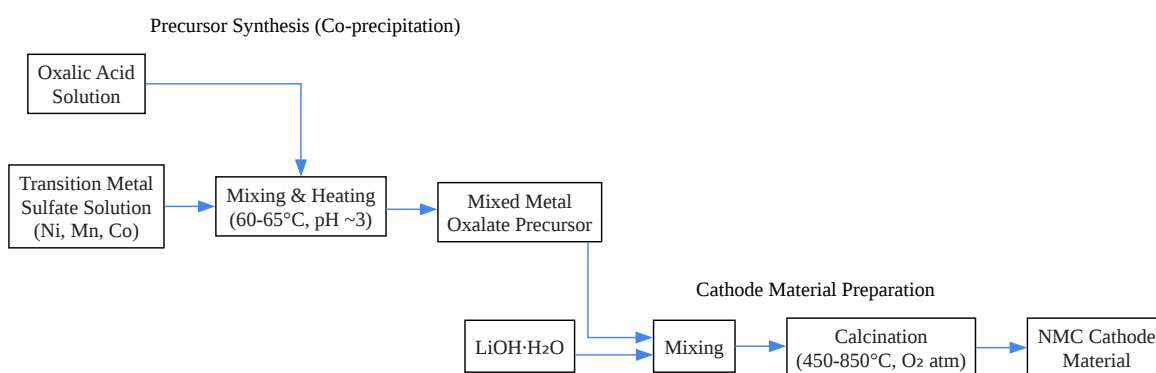 Precursor Synthesis (Co-precipitation)
Oxalic Acid
Solution
Transition Metal
Sulfate Solution
(Ni, Mn, Co)
Mixing & Heating
(60-65°C, pH ~3)
Mixed Metal
Oxalate Precursor
Cathode Material Preparation
LiOH·H₂O
Mixing
Calcination
(450-850°C, O₂ atm)
NMC Cathode
Material